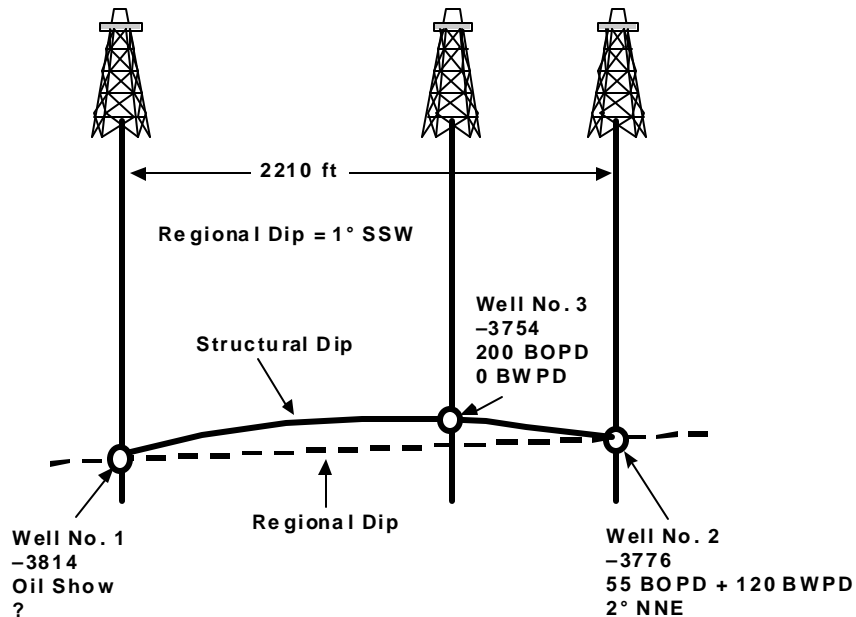 2210 ft
Regional Dip = 1° SSW
Well No. 3
–3754
200 BOPD
0 BWPD
Structural Dip
Regional Dip
Well No. 1
–3814
Oil Show
?
Well No. 2
–3776
55 BOPD + 120 BWPD
2° NNE